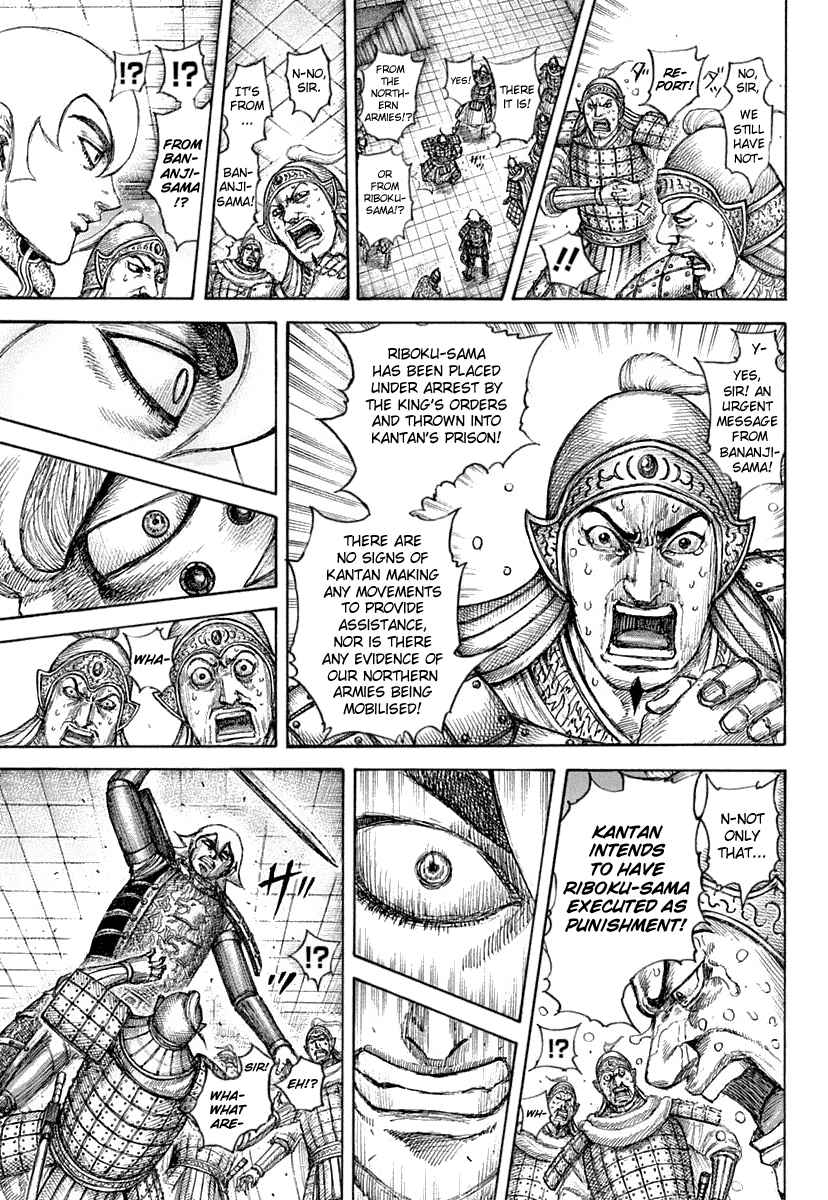 NO,
SIR,
WE
STILL
HAVE
NOT-
RE-
PORT!
ダッ
ダッ
!!
THERE
IT IS!
YES!
FROM
THE
NORTH-
ERN
ARMIES!?
OR
FROM
RIBOKU-
SAMA!?
N-NO,
SIR.
IT'S
FROM
...
BAN-
ANJI-
SAMA!
!?
!?
FROM
BAN-
ANJI-
SAMA
!?
Y-
YES,
SIR! AN
URGENT
MESSAGE
FROM
BANANJI-
SAMA!
RIBOKU-SAMA
HAS BEEN PLACED
UNDER ARREST BY
THE KING'S ORDERS
AND THROWN INTO
KANTAN'S PRISON!
THERE ARE
NO SIGNS OF
KANTAN MAKING
ANY MOVEMENTS
TO PROVIDE
ASSISTANCE,
NOR IS THERE
ANY EVIDENCE OF
OUR NORTHERN
ARMIES BEING
MOBILISED!
WHA-
N-NOT
ONLY
THAT...
KANTAN
INTENDS
TO HAVE
RIBOKU-SAMA
EXECUTED AS
PUNISHMENT!
!?
WH-
!?
EH!?
SIR!
WHA-
WHAT
ARE-